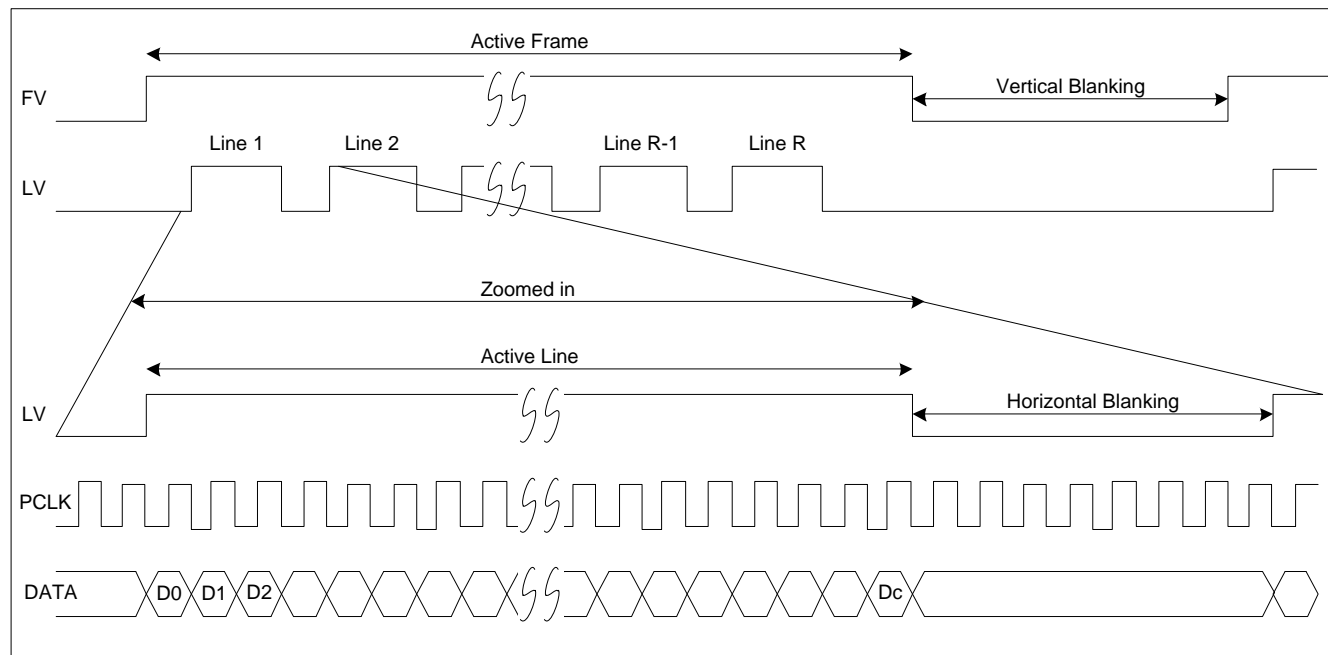 Active Frame
FV
Vertical Blanking
Line 1 Line 2 Line R-1 Line R
LV
Zoomed in
Active Line
LV
Horizontal Blanking
PCLK
DATA D0 D1 D2 Dc